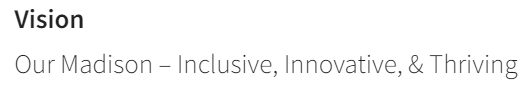 Vision
Our Madison – Inclusive, Innovative, & Thriving